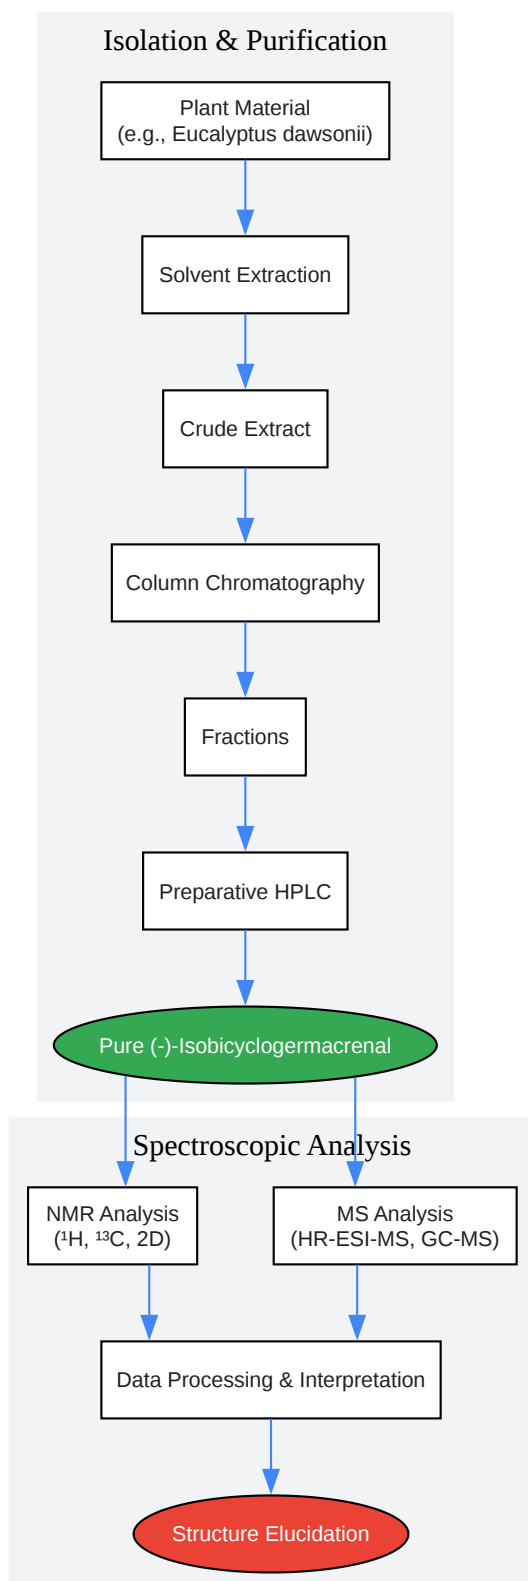 Isolation & Purification
Plant Material
(e.g., Eucalyptus dawsonii)
Solvent Extraction
Crude Extract
Column Chromatography
Fractions
Preparative HPLC
Pure (-)-Isobicyclogermacrenal
Spectroscopic Analysis
NMR Analysis
(¹H, ¹³C, 2D)
MS Analysis
(HR-ESI-MS, GC-MS)
Data Processing & Interpretation
Structure Elucidation